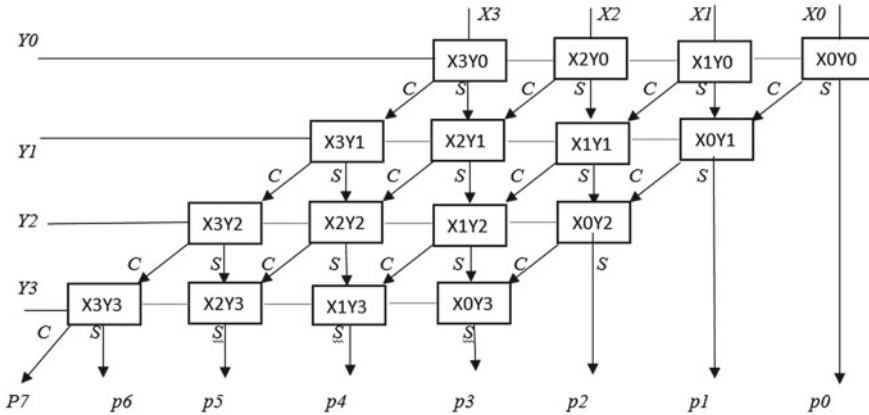 X3 X2 X1 X0
Y0
X3Y0 X2Y0 X1Y0 X0Y0
C S C S C S C S
Y1
X3Y1 X2Y1 X1Y1 X0Y1
C S C S C S C S
Y2
X3Y2 X2Y2 X1Y2 X0Y2
C S C S C S C S
Y3
X3Y3 X2Y3 X1Y3 X0Y3
C S S S S
P7 p6 p5 p4 p3 p2 p1 p0